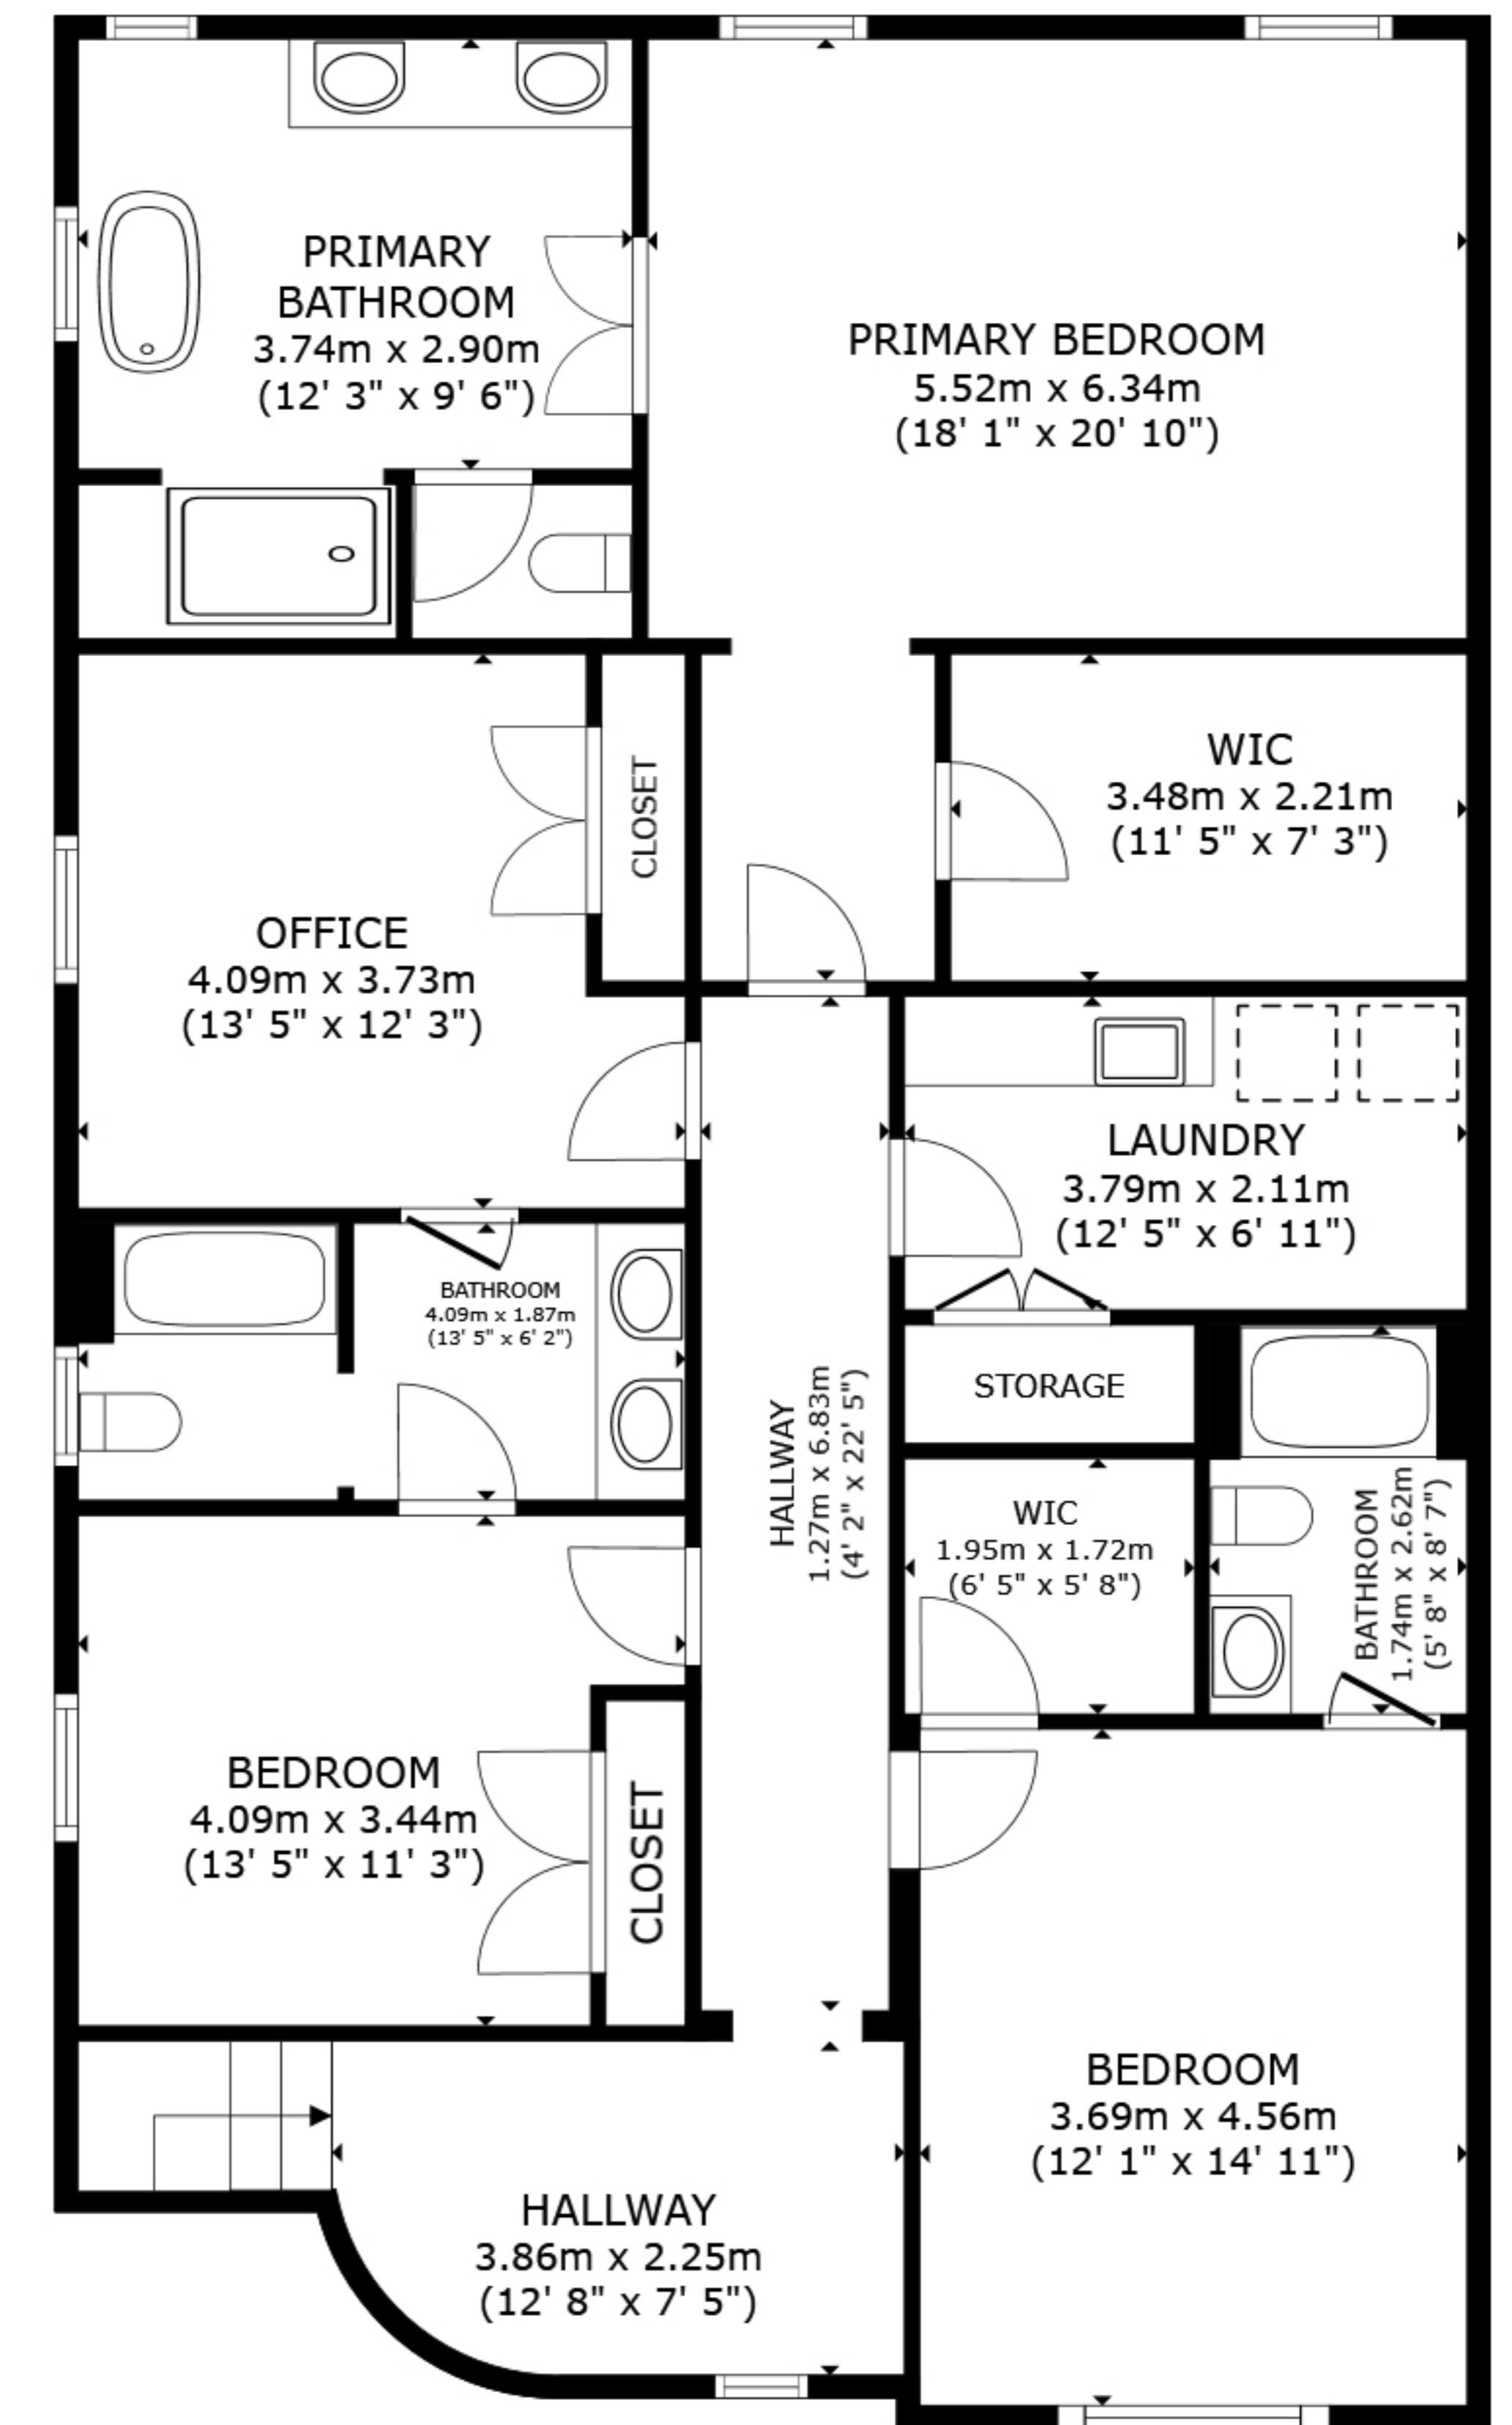 PRIMARY
BATHROOM
3.74m x 2.90m
(12' 3" x 9' 6")
PRIMARY BEDROOM
5.52m x 6.34m
(18' 1" x 20' 10")
CLOSET
WIC
3.48m x 2.21m
(11' 5" x 7' 3")
OFFICE
4.09m x 3.73m
(13' 5" x 12' 3")
LAUNDRY
3.79m x 2.11m
(12' 5" x 6' 11")
BATHROOM
4.09m x 1.87m
(13' 5" x 6' 2")
HALLWAY
1.27m x 6.83m
(4' 2" x 22' 5")
STORAGE
WIC
1.95m x 1.72m
(6' 5" x 5' 8")
BATHROOM
1.74m x 2.62m
(5' 8" x 8' 7")
BEDROOM
4.09m x 3.44m
(13' 5" x 11' 3")
CLOSET
BEDROOM
3.69m x 4.56m
(12' 1" x 14' 11")
HALLWAY
3.86m x 2.25m
(12' 8" x 7' 5")